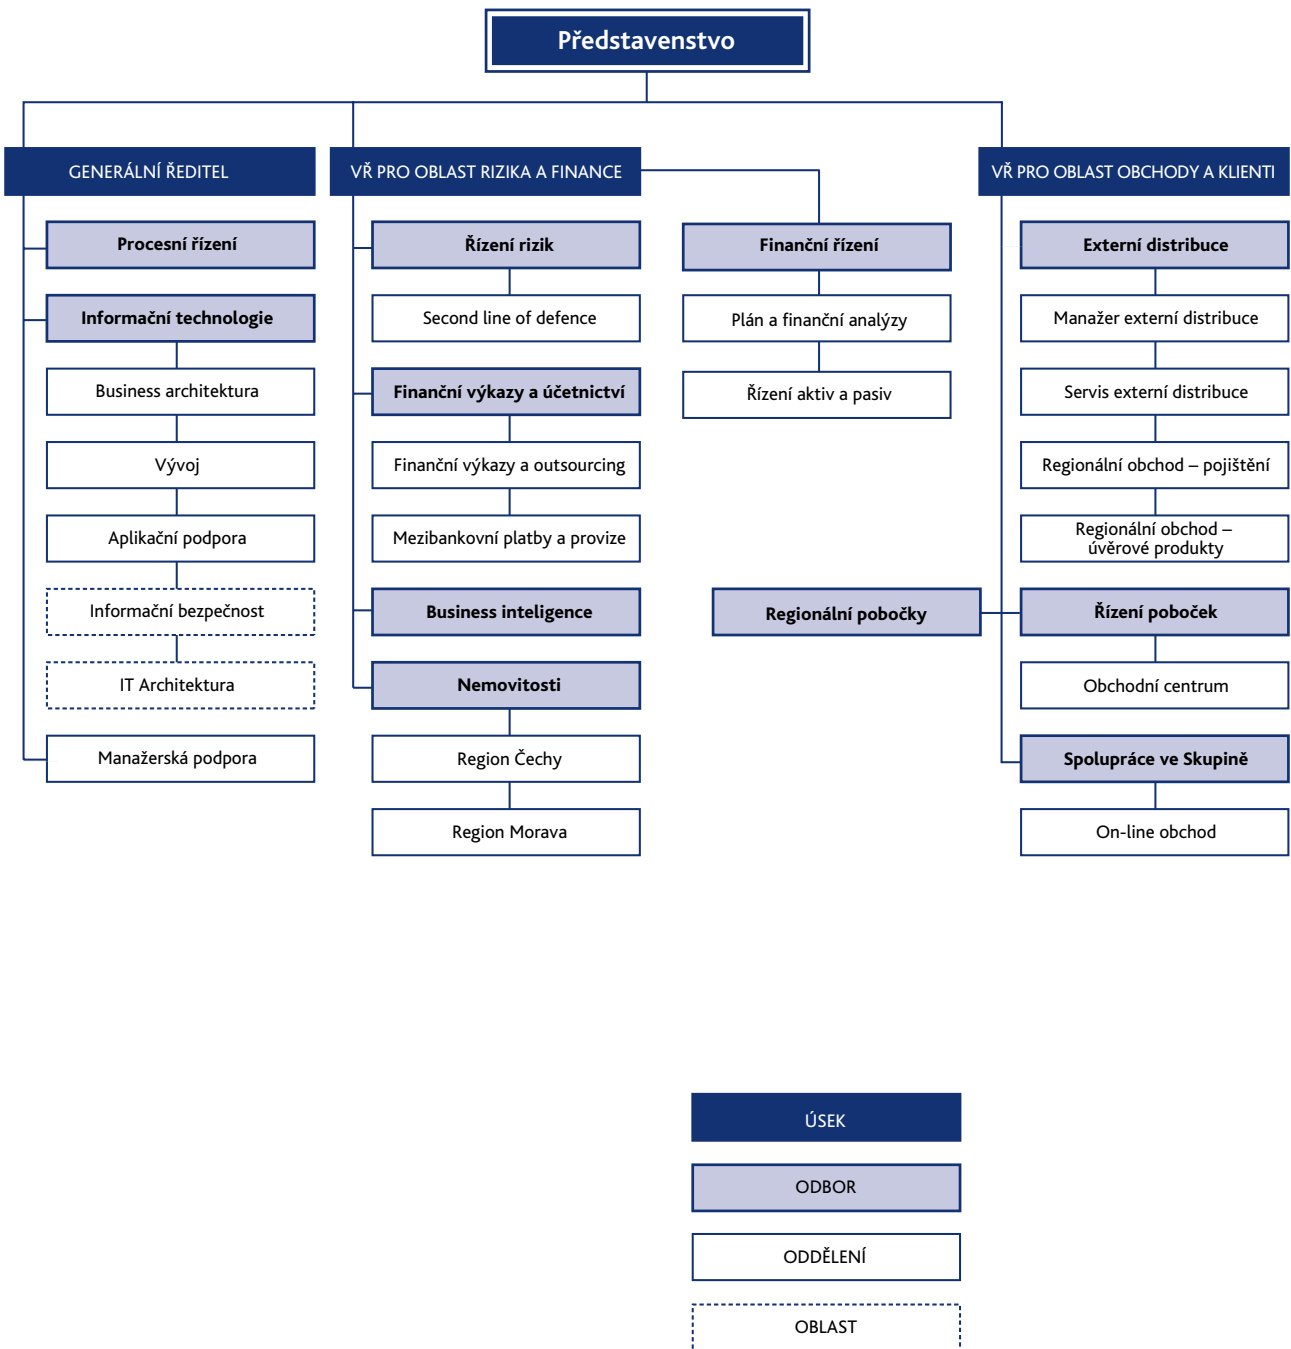 Představenstvo
GENERÁLNÍ ŘEDITEL
Procesní řízení
Informační technologie
Business architektura
Vývoj
Aplikační podpora
Informační bezpečnost
IT Architektura
Manažerská podpora
VŘ PRO OBLAST RIZIKA A FINANCE
Řízení rizik
Second line of defence
Finanční výkazy a účetnictví
Finanční výkazy a outsourcing
Mezibankovní platby a provize
Business inteligence
Nemovitosti
Region Čechy
Region Morava
Finanční řízení
Plán a finanční analýzy
Řízení aktiv a pasiv
VŘ PRO OBLAST OBCHODY A KLIENTI
Externí distribuce
Manažer externí distribuce
Servis externí distribuce
Regionální obchod – pojištění
Regionální obchod –
úvěrové produkty
Regionální pobočky
Řízení poboček
Obchodní centrum
Spolupráce ve Skupině
On-line obchod
ÚSEK
ODBOR
ODDĚLENÍ
OBLAST